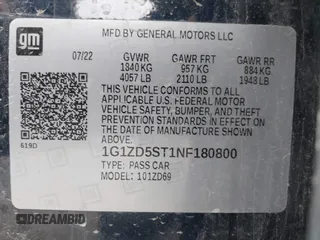 gm
MFD BY GENERAL MOTORS LLC
07/22 GVWR GAWR FRT GAWR RR
1840 KG 957 KG 884 KG
4057 LB 2110 LB 1948 LB
THIS VEHICLE CONFORMS TO ALL
APPLICABLE U.S. FEDERAL MOTOR
VEHICLE SAFETY, BUMPER, AND THEFT
PREVENTION STANDARDS IN EFFECT
ON THE DATE OF MANUFACTURE
SHOWN ABOVE.
619D
1G1ZD5ST1NF180800
TYPE: PASS CAR
MODEL: 101ZD69
DREAMBID